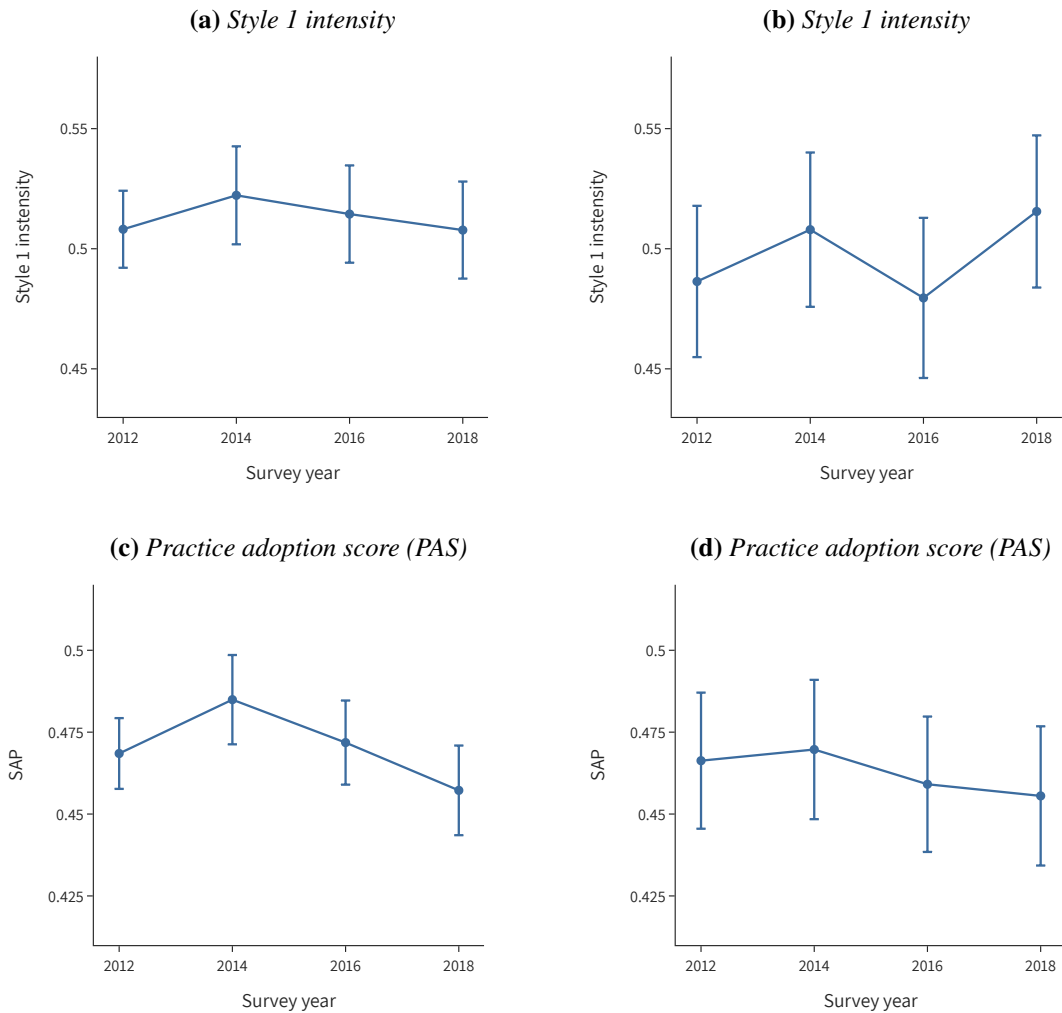 (a) Style 1 intensity
0.55
0.5
0.45
Style 1 instensity
2012 2014 2016 2018
Survey year
(b) Style 1 intensity
0.55
0.5
0.45
Style 1 instensity
2012 2014 2016 2018
Survey year
(c) Practice adoption score (PAS)
0.5
0.475
0.45
0.425
SAP
2012 2014 2016 2018
Survey year
(d) Practice adoption score (PAS)
0.5
0.475
0.45
0.425
SAP
2012 2014 2016 2018
Survey year